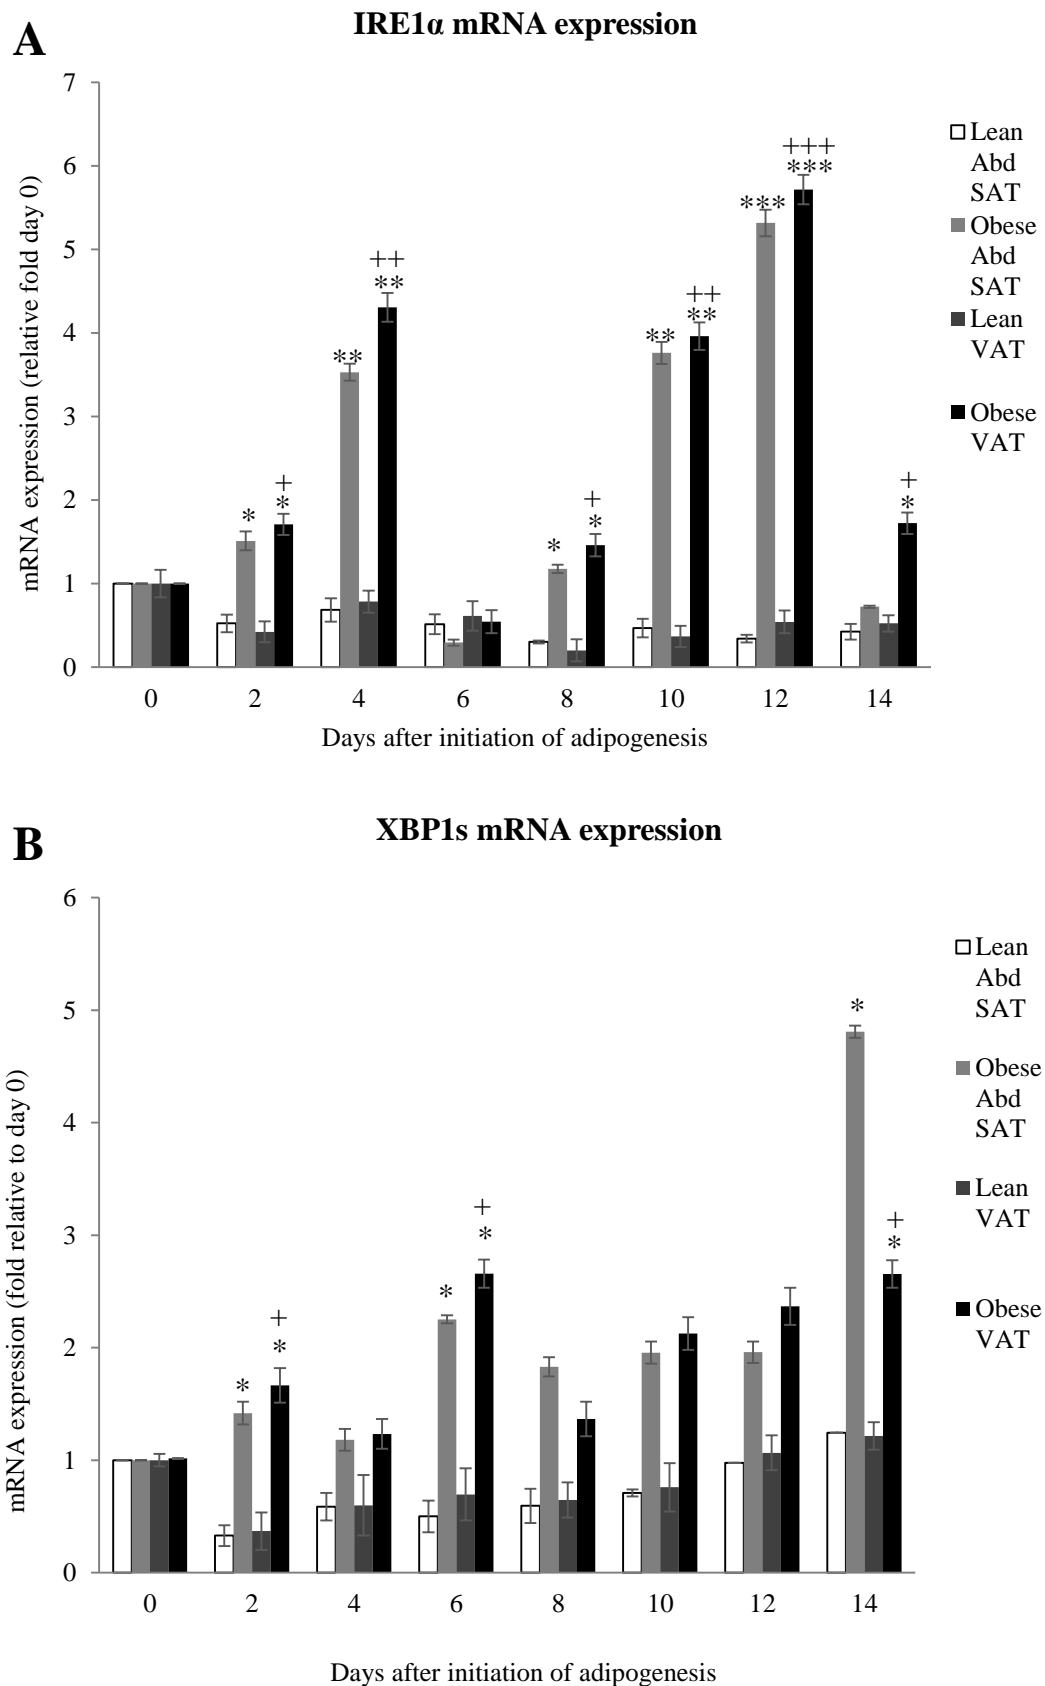 A
IRE1α mRNA expression
mRNA expression (relative fold day 0)
7
6
5
4
3
2
1
0
*
+
*
**
++
**
*
+
*
**
++
**
***
+++
***
+
*
0 2 4 6 8 10 12 14
Days after initiation of adipogenesis
Lean
Abd
SAT
Obese
Abd
SAT
Lean
VAT
Obese
VAT
B
XBP1s mRNA expression
mRNA expression (fold relative to day 0)
6
5
4
3
2
1
0
*
+
*
*
+
*
*
+
*
0 2 4 6 8 10 12 14
Days after initiation of adipogenesis
Lean
Abd
SAT
Obese
Abd
SAT
Lean
VAT
Obese
VAT